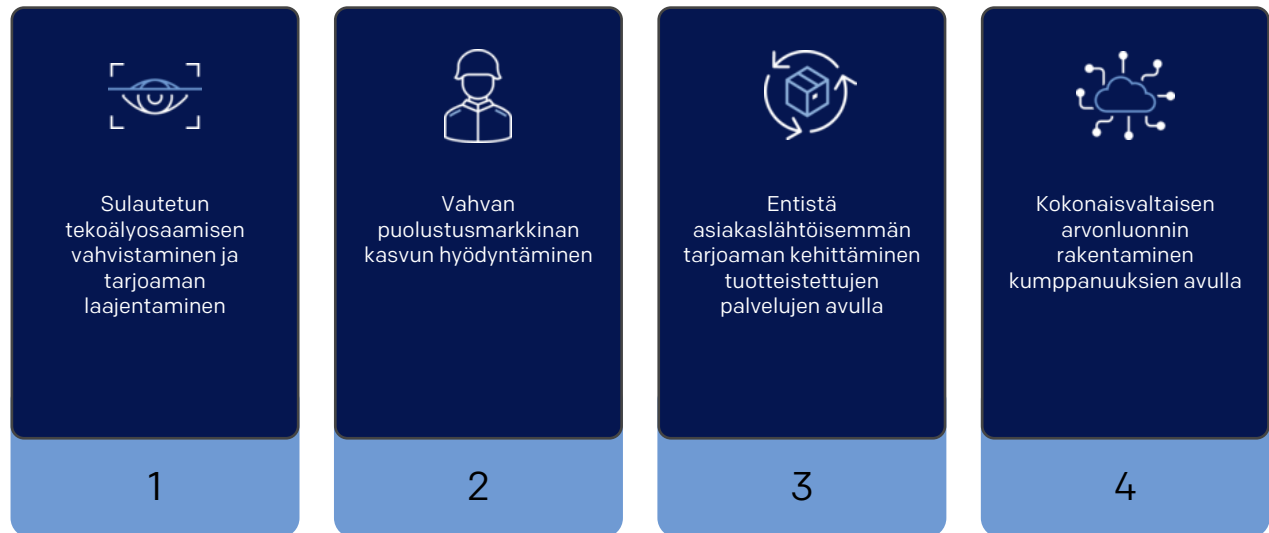 Sulautetun
tekoälyosaamisen
vahvistaminen ja
tarjoaman
laajentaminen
1
Vahvan
puolustusmarkkinan
kasvun hyödyntäminen
2
Entistä
asiakaslähtöisemmän
tarjoaman kehittäminen
tuotteistettujen
palvelujen avulla
3
Kokonaisvaltaisen
arvonluonnin
rakentaminen
kumppanuuksien avulla
4